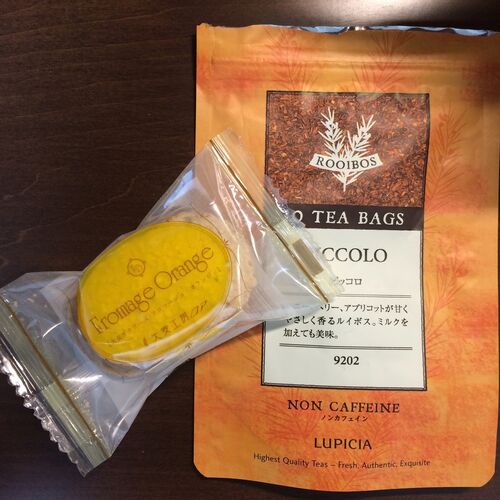 Fromage Orange
ROOIBOS
0 TEA BAGS
CCOLO
ッコロ
リー、アプリコットが甘く
やさしく香るルイボス。ミルクを
加えても美味。
9202
NON CAFFEINE
ノンカフェイン
LUPICIA
Highest Quality Teas – Fresh, Authentic, Exquisite